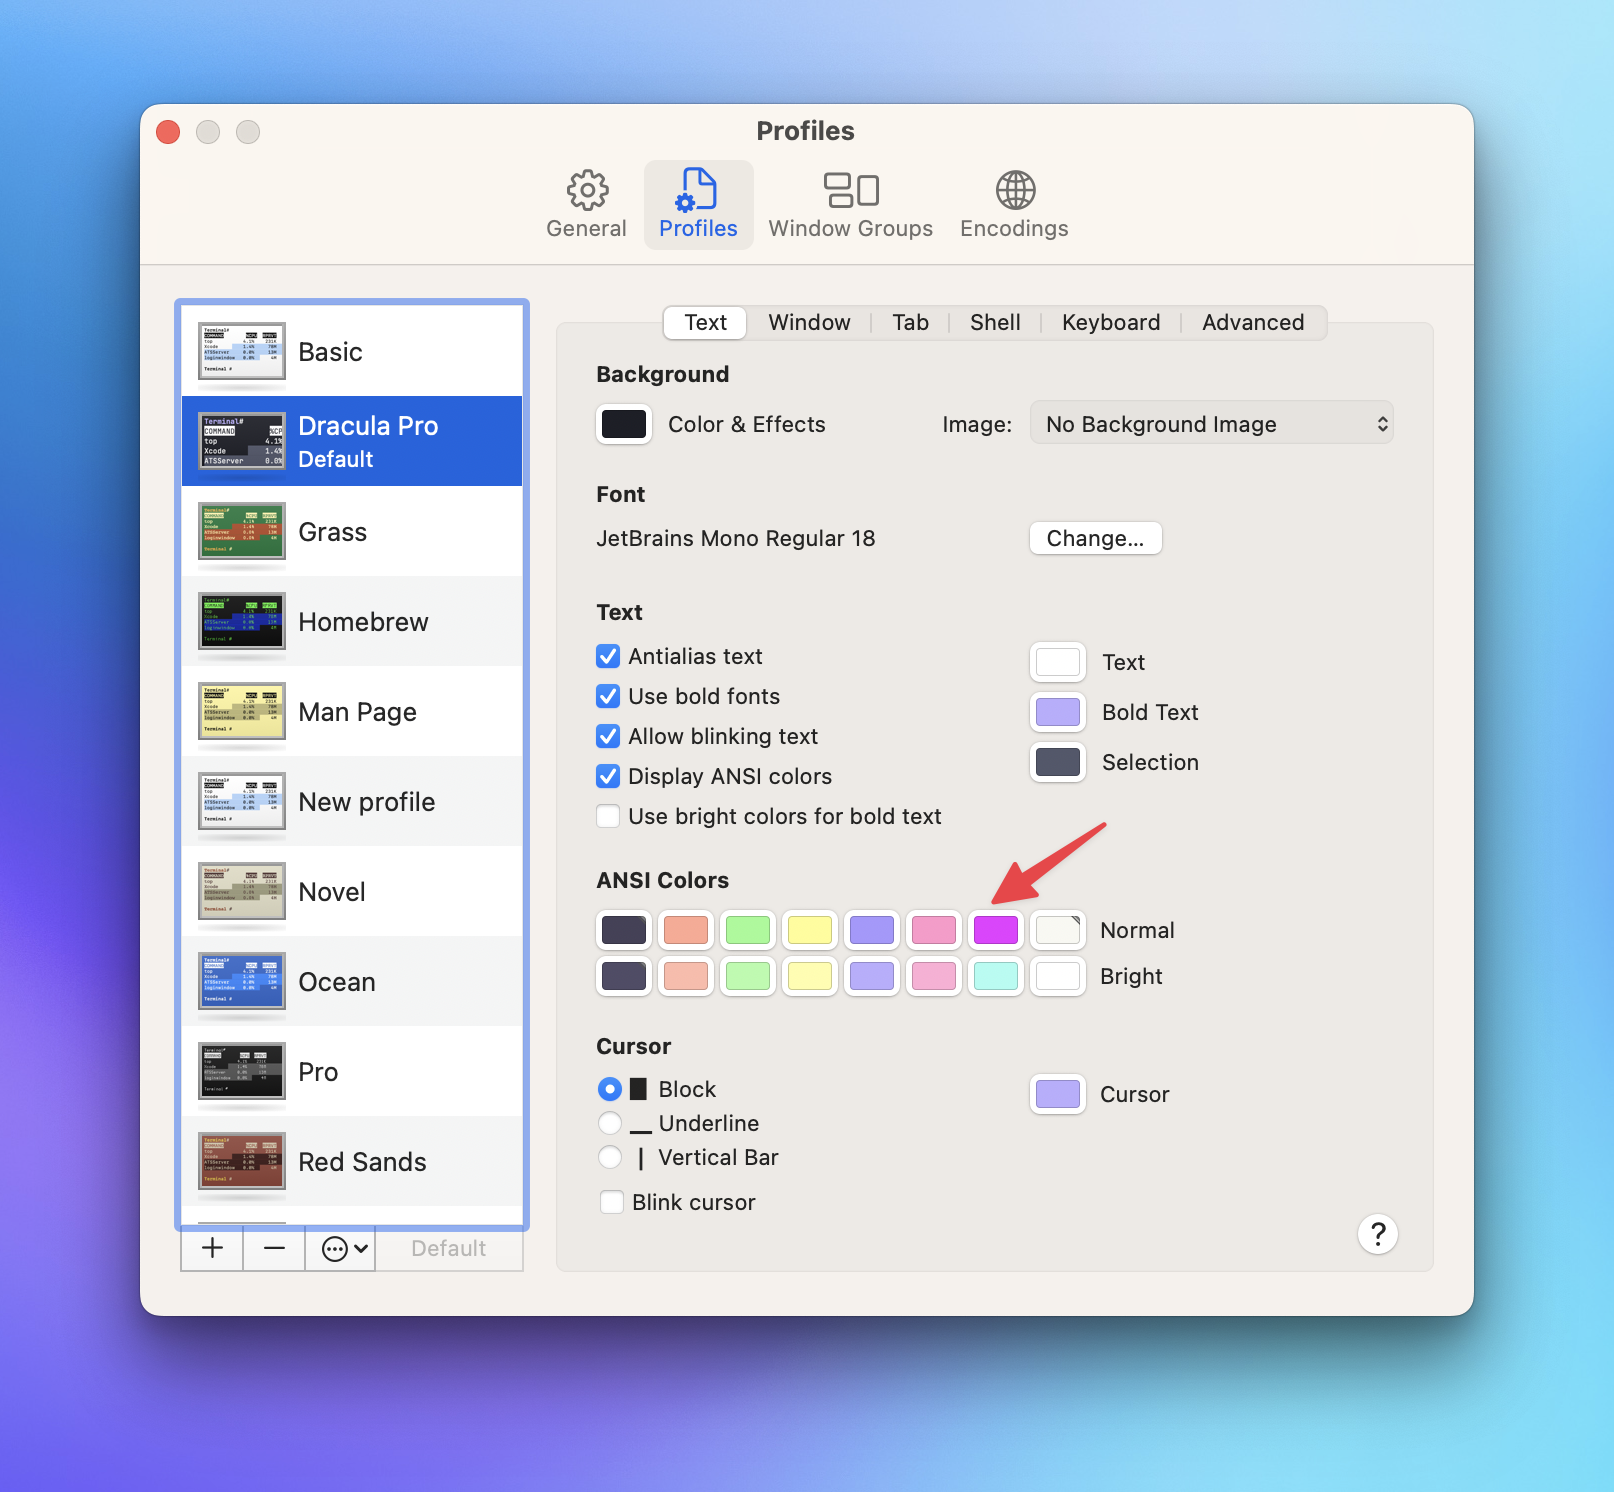 Profiles
General
Profiles
Window Groups
Encodings
Basic
Dracula Pro
Default
Grass
Homebrew
Man Page
New profile
Novel
Ocean
Pro
Red Sands
Default
Text
Window
Tab
Shell
Keyboard
Advanced
Background
Color & Effects
Image:
No Background Image
Font
JetBrains Mono Regular 18
Change...
Text
Antialias text
Use bold fonts
Allow blinking text
Display ANSI colors
Use bright colors for bold text
Text
Bold Text
Selection
ANSI Colors
Normal
Bright
Cursor
Block
Underline
Vertical Bar
Blink cursor
Cursor
?